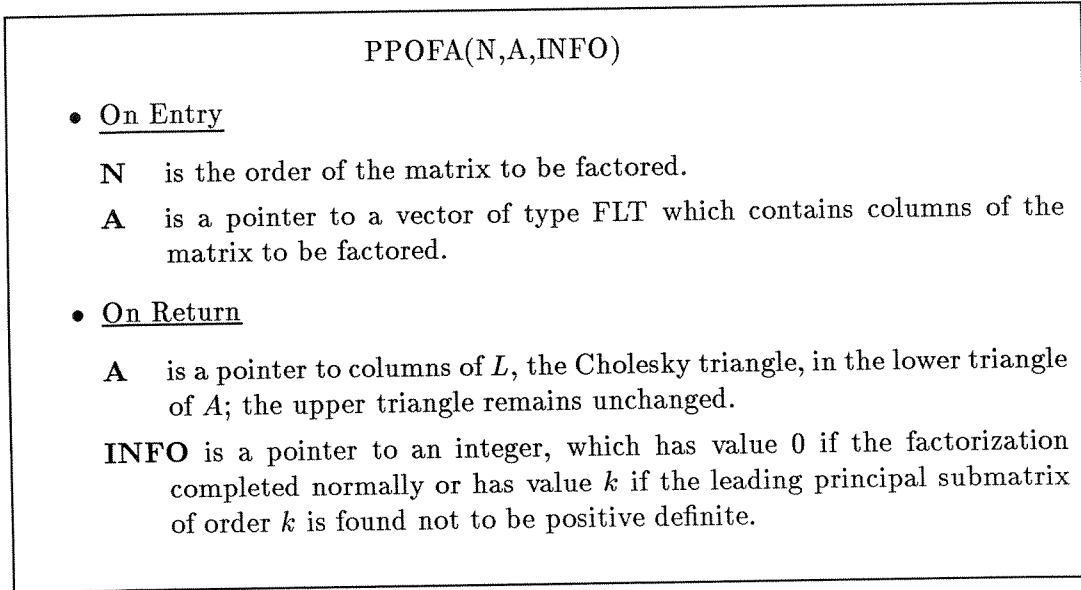 PPOFA(N,A,INFO)
• On Entry
N is the order of the matrix to be factored.
A is a pointer to a vector of type FLT which contains columns of the
matrix to be factored.
• On Return
A is a pointer to columns of L, the Cholesky triangle, in the lower triangle
of A; the upper triangle remains unchanged.
INFO is a pointer to an integer, which has value 0 if the factorization
completed normally or has value k if the leading principal submatrix
of order k is found not to be positive definite.